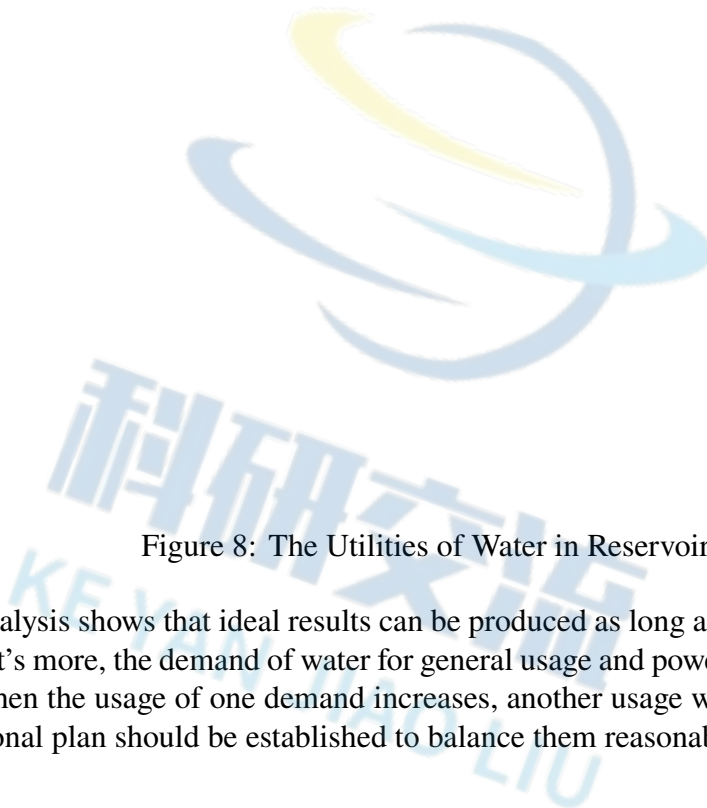 科研交流
KE YAN JIAO LIU
Figure 8: The Utilities of Water in Reservoir
alysis shows that ideal results can be produced as long a
t's more, the demand of water for general usage and powe
hen the usage of one demand increases, another usage w
onal plan should be established to balance them reasonab